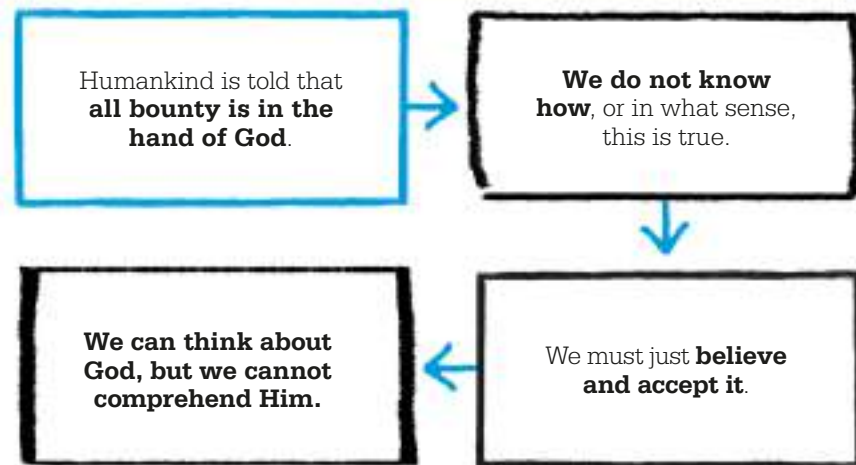 Humankind is told that
all bounty is in the
hand of God.
We do not know
how, or in what sense,
this is true.
We must just believe
and accept it.
We can think about
God, but we cannot
comprehend Him.